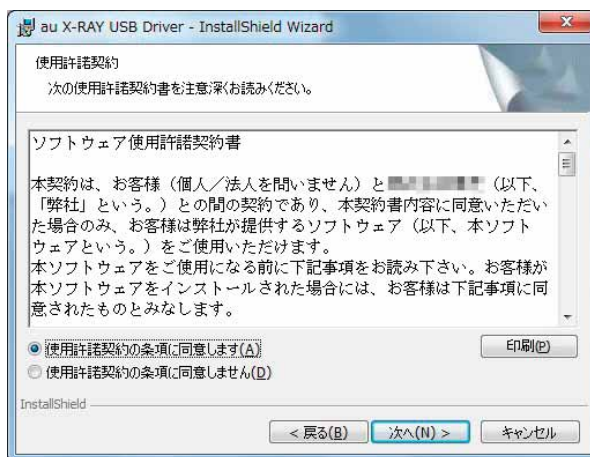 au X-RAY USB Driver - InstallShield Wizard
使用許諾契約
次の使用許諾契約書を注意深くお読みください。
ソフトウェア使用許諾契約書
本契約は、お客様（個人／法人を問いません）と（以下、
「弊社」という。）との間の契約であり、本契約書内容に同意いただい
た場合のみ、お客様は弊社が提供するソフトウェア（以下、本ソフト
ウェアという。）をご使用いただけます。
本ソフトウェアをご使用になる前に下記事項をお読み下さい。お客様が
本ソフトウェアをインストールされた場合には、お客様は下記事項に同
意されたものとみなします。
使用許諾契約の条項に同意します(A)
印刷(P)
使用許諾契約の条項に同意しません(D)
InstallShield
< 戻る(B)
次へ(N) >
キャンセル